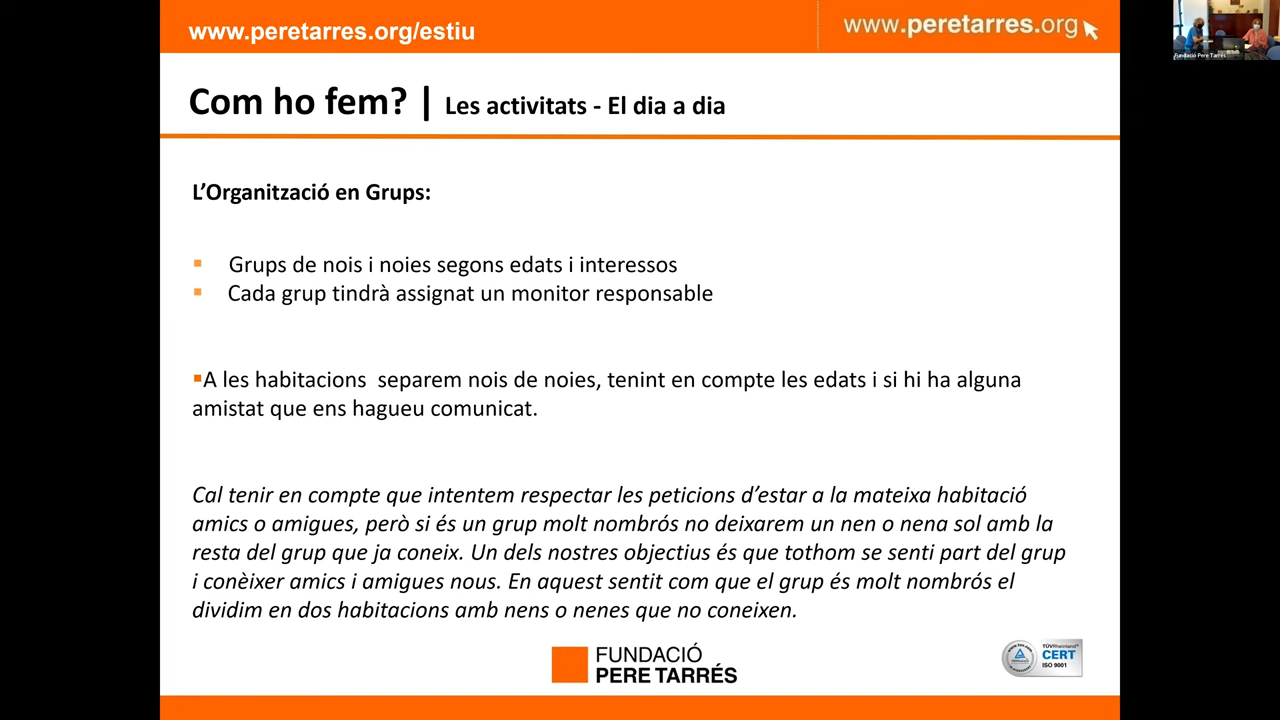 www.peretarres.org/estiu
www.peretarres.org
Fundació Pere Tarrés
Com ho fem? | Les activitats - El dia a dia
L’Organització en Grups:
Grups de nois i noies segons edats i interessos
Cada grup tindrà assignat un monitor responsable
A les habitacions separem nois de noies, tenint en compte les edats i si hi ha alguna
amistat que ens hagueu comunicat.
Cal tenir en compte que intentem respectar les peticions d’estar a la mateixa habitació
amics o amigues, però si és un grup molt nombrós no deixarem un nen o nena sol amb la
resta del grup que ja coneix. Un dels nostres objectius és que tothom se senti part del grup
i conèixer amics i amigues nous. En aquest sentit com que el grup és molt nombrós el
dividim en dos habitacions amb nens o nenes que no coneixen.
FUNDACIÓ
PERE TARRÉS
TÜVRheinland
CERT
ISO 9001